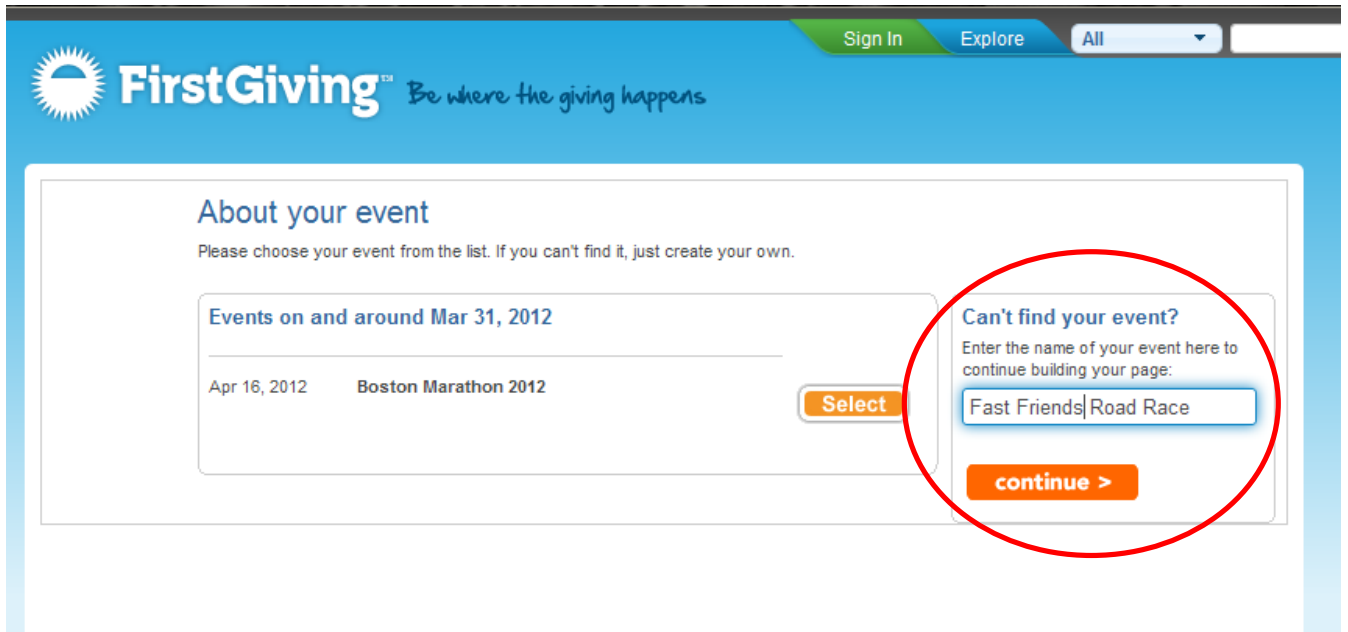 Sign In Explore All
FirstGiving™ Be where the giving happens
About your event
Please choose your event from the list. If you can't find it, just create your own.
Events on and around Mar 31, 2012
Apr 16, 2012 Boston Marathon 2012
Select
Can't find your event?
Enter the name of your event here to
continue building your page:
Fast Friends Road Race
continue >